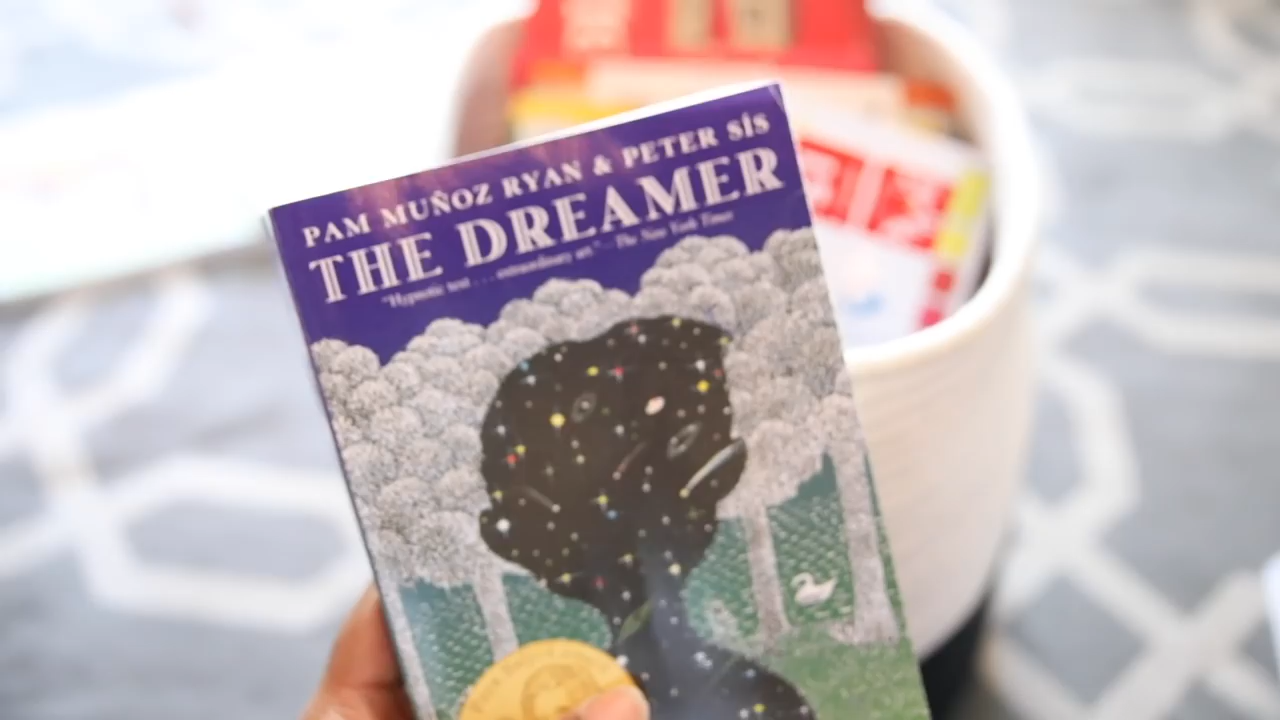 PAM MUÑOZ RYAN & PETER SÍS
THE DREAMER
"Hypnotic text . . . extraordinary art."—The New York Times